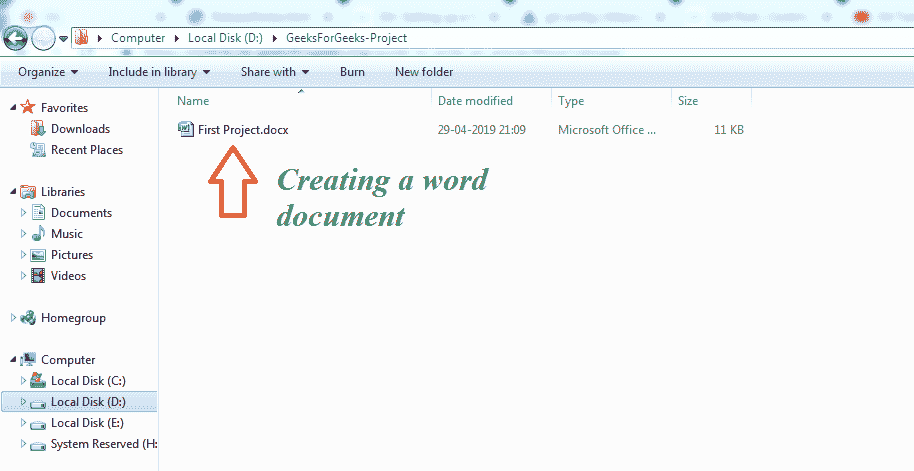 Computer Local Disk (D:) GeeksForGeeks-Project
Organize Include in library Share with Burn New folder
Name Date modified Type Size
First Project.docx 29-04-2019 21:09 Microsoft Office ... 11 KB
Creating a word
document
Favorites
Downloads
Recent Places
Libraries
Documents
Music
Pictures
Videos
Homegroup
Computer
Local Disk (C:)
Local Disk (D:)
Local Disk (E:)
System Reserved (H: